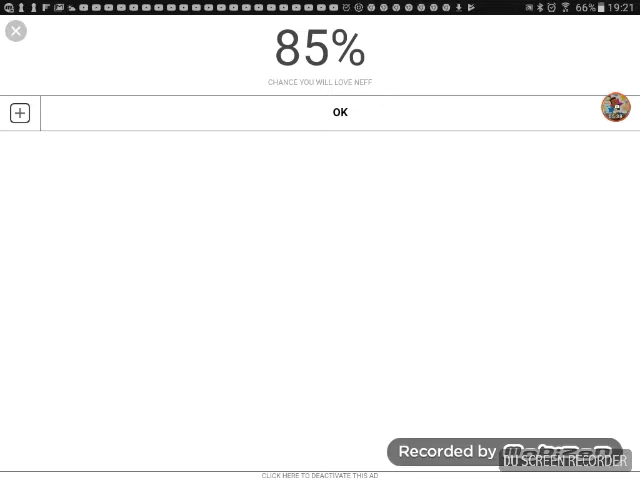 66% 19:21
85%
CHANCE YOU WILL LOVE NEFF
OK
Recorded by
DU SCREEN RECORDER
CLICK HERE TO DEACTIVATE THIS AD